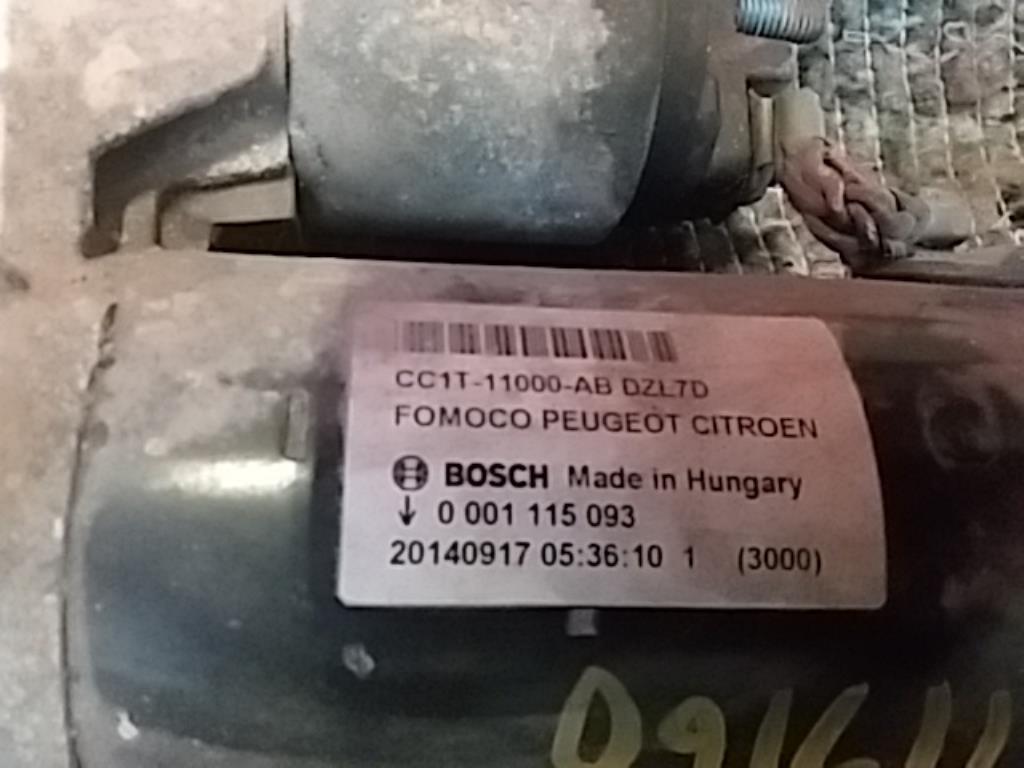 CC1T-11000-AB DZL7D
FOMOCO PEUGEOT CITROEN
BOSCH Made in Hungary
↓ 0 001 115 093
20140917 05:36:10 1 (3000)